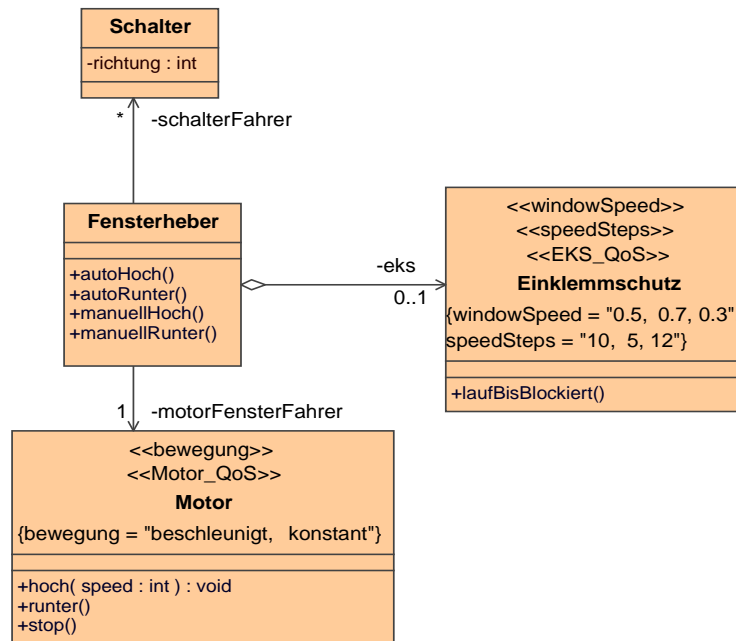 Schalter
-richtung : int
* -schalterFahrer
Fensterheber
+autoHoch()
+autoRunter()
+manuellHoch()
+manuellRunter()
-eks
0..1
<<windowSpeed>>
<<speedSteps>>
<<EKS_QoS>>
Einklemmschutz
{windowSpeed = "0.5, 0.7, 0.3"
speedSteps = "10, 5, 12"}
+laufBisBlockiert()
1 -motorFensterFahrer
<<bewegung>>
<<Motor_QoS>>
Motor
{bewegung = "beschleunigt, konstant"}
+hoch( speed : int ) : void
+runter()
+stop()